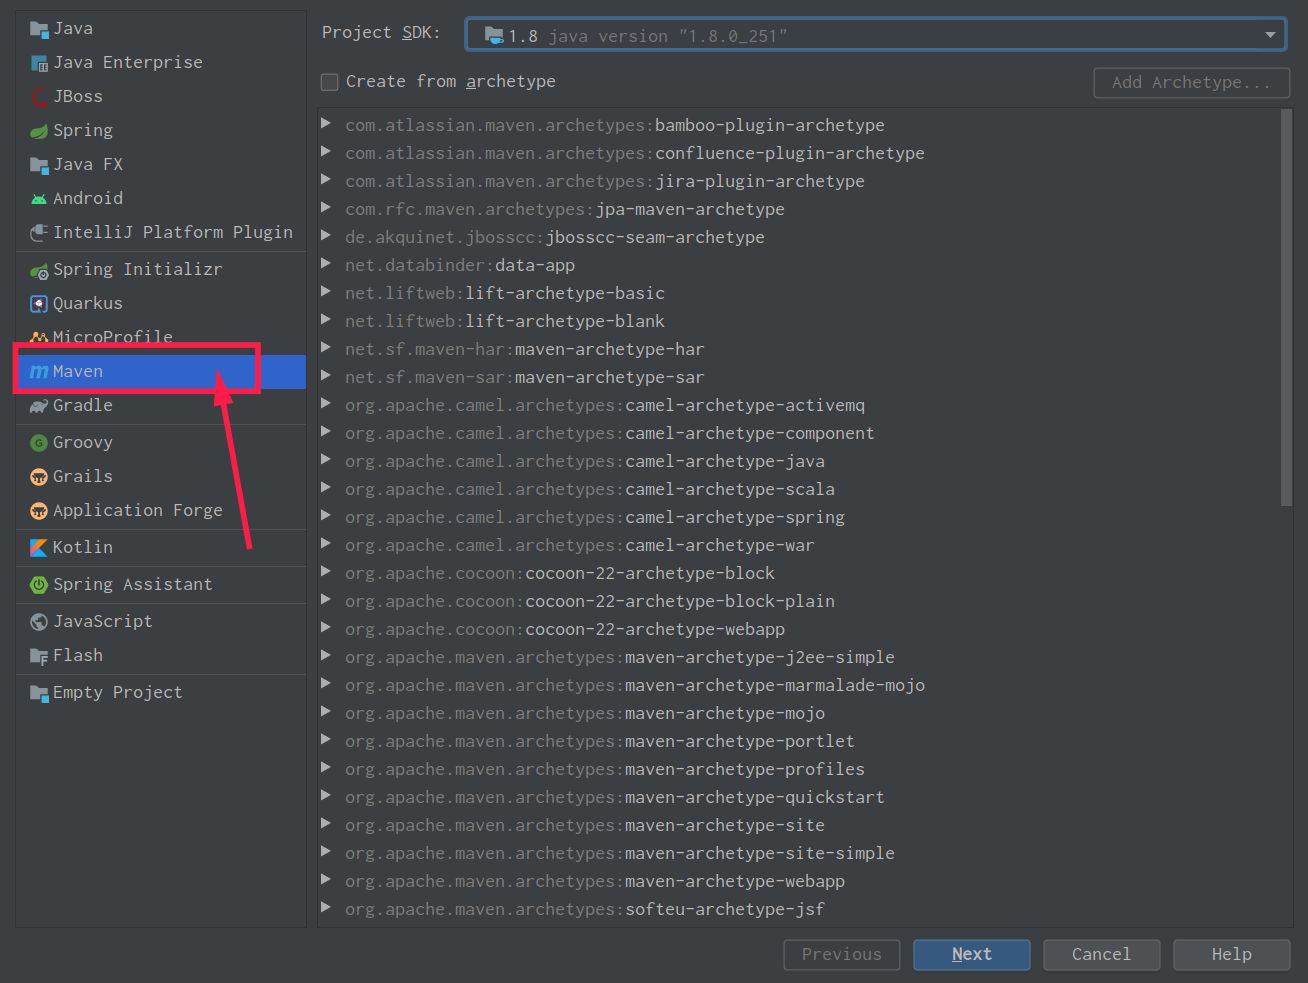 Java
Java Enterprise
JBoss
Spring
Java FX
Android
IntelliJ Platform Plugin
Spring Initializr
Quarkus
MicroProfile
Maven
Gradle
Groovy
Grails
Application Forge
Kotlin
Spring Assistant
JavaScript
Flash
Empty Project
Project SDK: 1.8 java version "1.8.0_251"
Create from archetype Add Archetype...
com.atlassian.maven.archetypes:bamboo-plugin-archetype
com.atlassian.maven.archetypes:confluence-plugin-archetype
com.atlassian.maven.archetypes:jira-plugin-archetype
com.rfc.maven.archetypes:jpa-maven-archetype
de.akquinet.jbosscc:jbosscc-seam-archetype
net.databinder:data-app
net.liftweb:lift-archetype-basic
net.liftweb:lift-archetype-blank
net.sf.maven-har:maven-archetype-har
net.sf.maven-sar:maven-archetype-sar
org.apache.camel.archetypes:camel-archetype-activemq
org.apache.camel.archetypes:camel-archetype-component
org.apache.camel.archetypes:camel-archetype-java
org.apache.camel.archetypes:camel-archetype-scala
org.apache.camel.archetypes:camel-archetype-spring
org.apache.camel.archetypes:camel-archetype-war
org.apache.cocoon:cocoon-22-archetype-block
org.apache.cocoon:cocoon-22-archetype-block-plain
org.apache.cocoon:cocoon-22-archetype-webapp
org.apache.maven.archetypes:maven-archetype-j2ee-simple
org.apache.maven.archetypes:maven-archetype-marmalade-mojo
org.apache.maven.archetypes:maven-archetype-mojo
org.apache.maven.archetypes:maven-archetype-portlet
org.apache.maven.archetypes:maven-archetype-profiles
org.apache.maven.archetypes:maven-archetype-quickstart
org.apache.maven.archetypes:maven-archetype-site
org.apache.maven.archetypes:maven-archetype-site-simple
org.apache.maven.archetypes:maven-archetype-webapp
org.apache.maven.archetypes:softeu-archetype-jsf
Previous Next Cancel Help